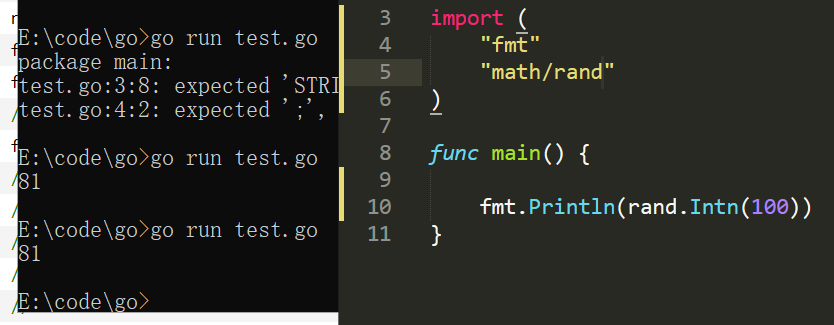 E:\code\go>go run test.go
package main:
test.go:3:8: expected 'STRI
test.go:4:2: expected ';',
E:\code\go>go run test.go
81
E:\code\go>go run test.go
81
E:\code\go>
3 import (
4 "fmt"
5 "math/rand"
6 )
7
8 func main() {
9
10 fmt.Println(rand.Intn(100))
11 }